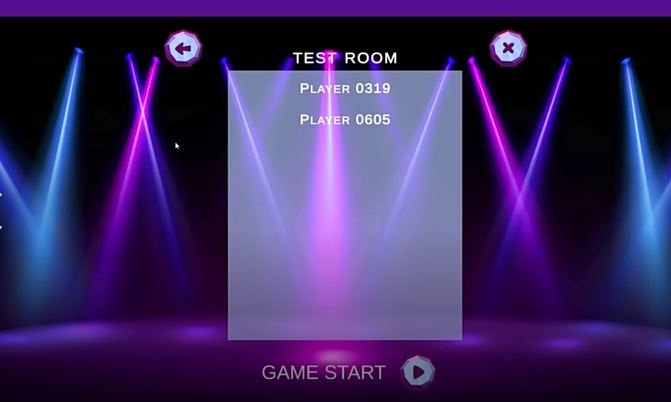 TEST ROOM
PLAYER 0319
PLAYER 0605
GAME START